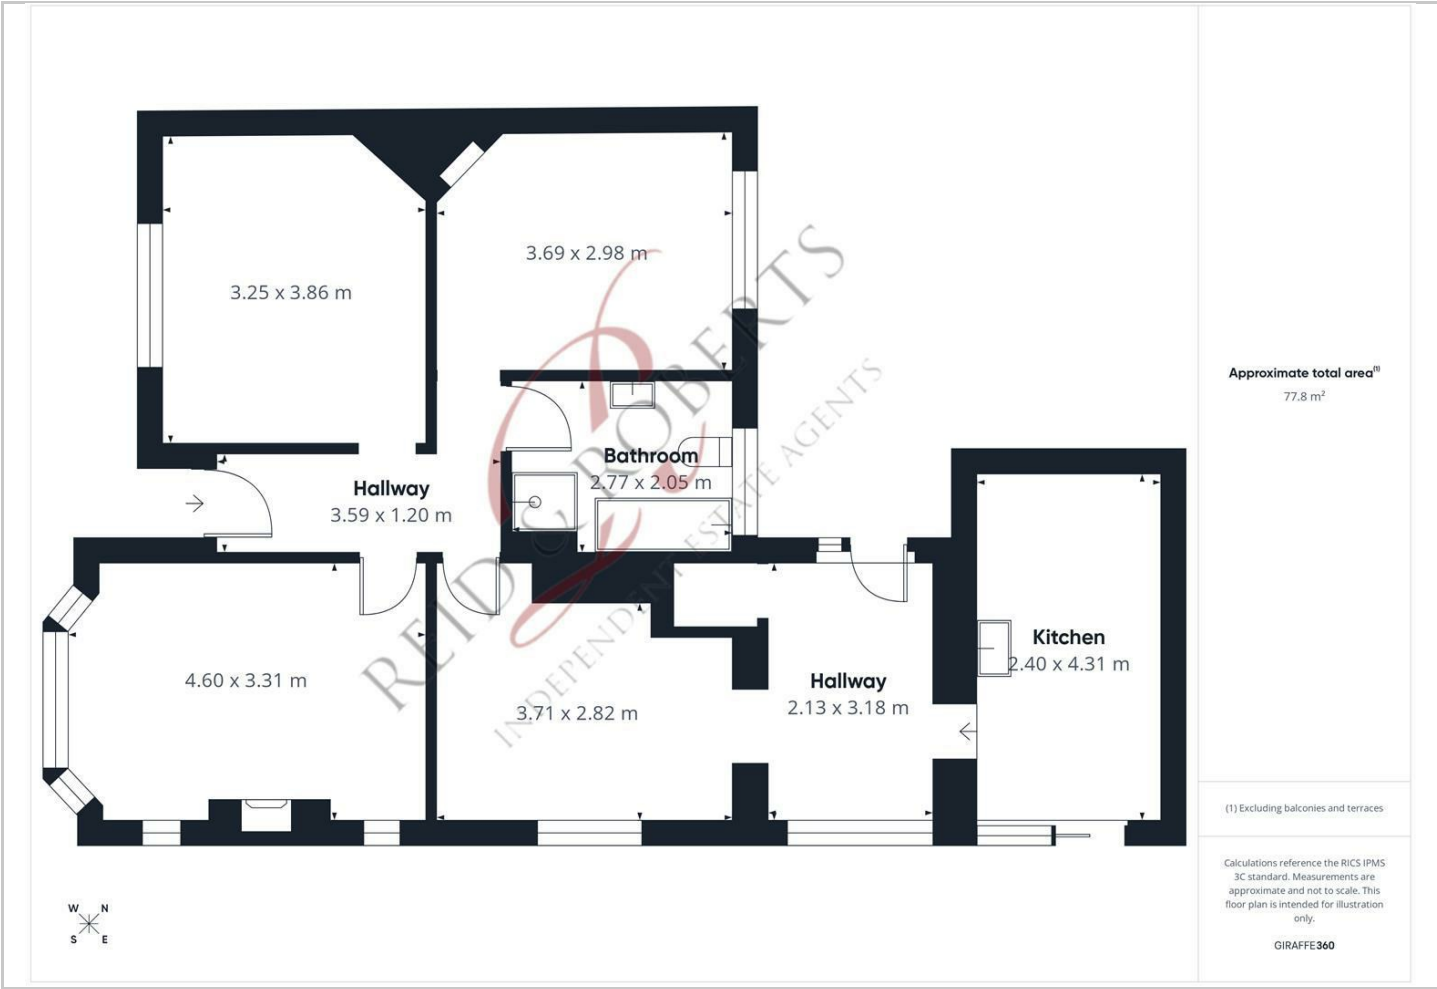 3.25 x 3.86 m
3.69 x 2.98 m
Bathroom
2.77 x 2.05 m
Hallway
3.59 x 1.20 m
4.60 x 3.31 m
3.71 x 2.82 m
Hallway
2.13 x 3.18 m
Kitchen
2.40 x 4.31 m
REID & ROBERTS
INDEPENDENT ESTATE AGENTS
W N
S E
Approximate total area(1)
77.8 m²
(1) Excluding balconies and terraces
Calculations reference the RICS IPMS
3C standard. Measurements are
approximate and not to scale. This
floor plan is intended for illustration
only.
GIRAFFE360